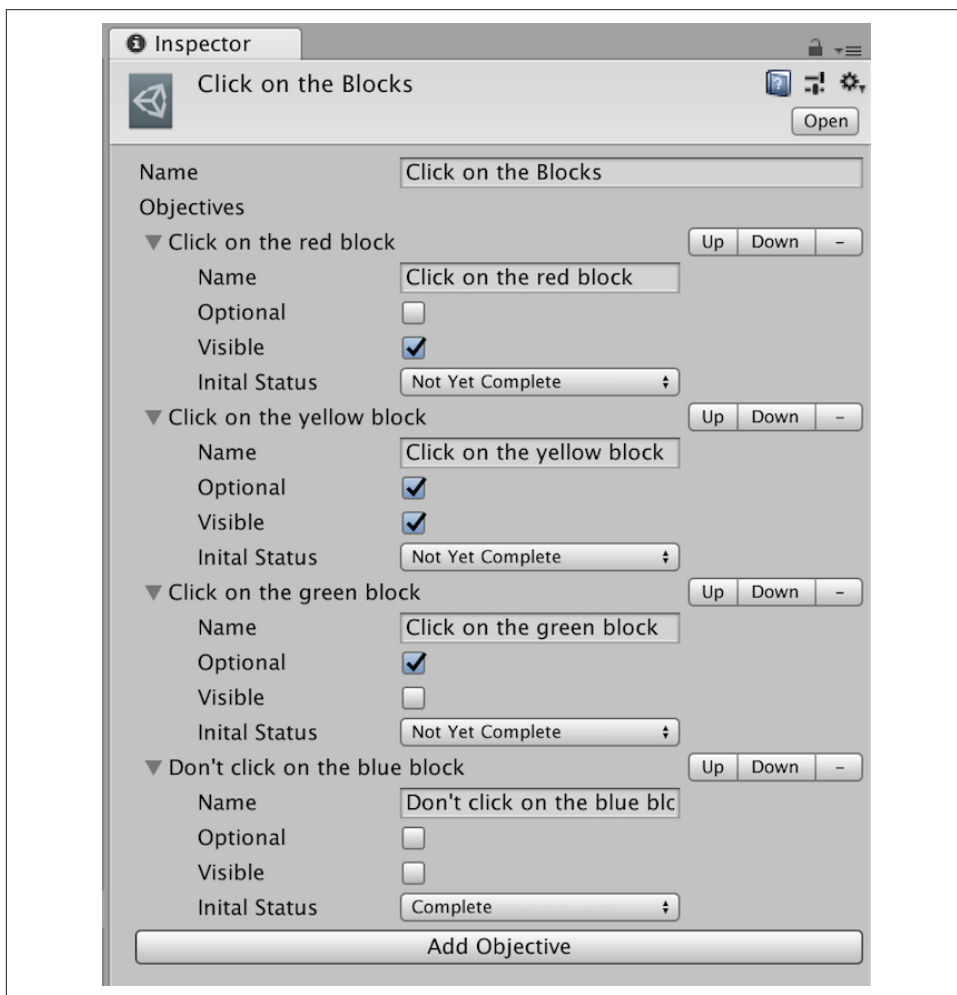 Inspector
Click on the Blocks
Open
Name Click on the Blocks
Objectives
Click on the red block Up Down -
Name Click on the red block
Optional
Visible
Inital Status Not Yet Complete
Click on the yellow block Up Down -
Name Click on the yellow block
Optional
Visible
Inital Status Not Yet Complete
Click on the green block Up Down -
Name Click on the green block
Optional
Visible
Inital Status Not Yet Complete
Don't click on the blue block Up Down -
Name Don't click on the blue blc
Optional
Visible
Inital Status Complete
Add Objective